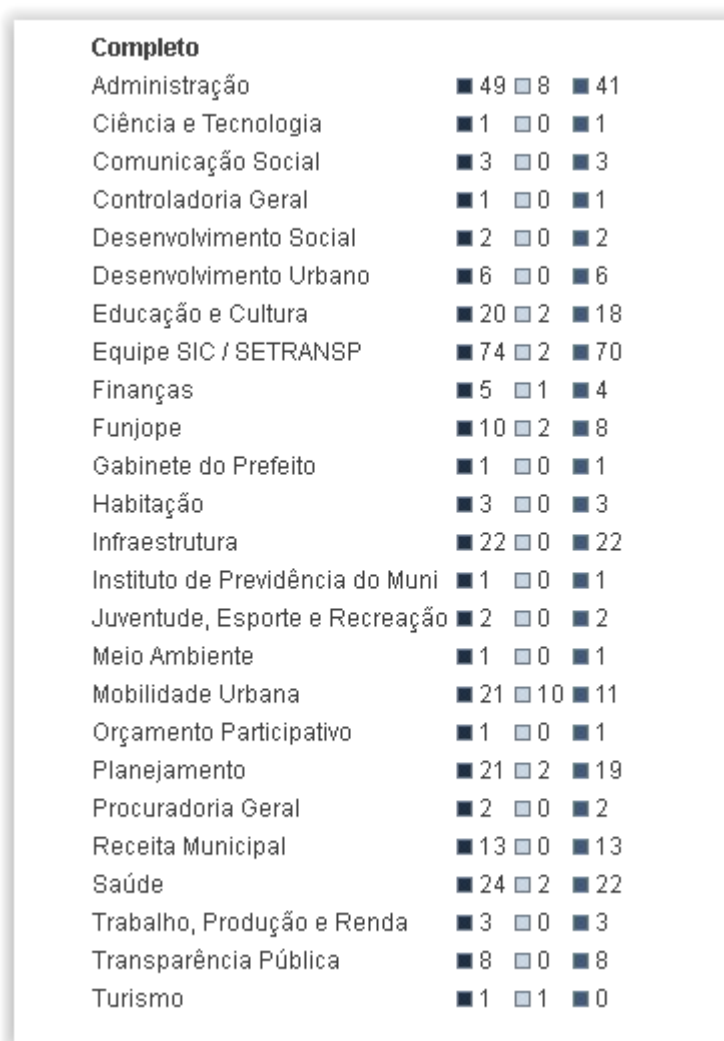 Completo
Administração 49 8 41
Ciência e Tecnologia 1 0 1
Comunicação Social 3 0 3
Controladoria Geral 1 0 1
Desenvolvimento Social 2 0 2
Desenvolvimento Urbano 6 0 6
Educação e Cultura 20 2 18
Equipe SIC / SETRANSP 74 2 70
Finanças 5 1 4
Funjope 10 2 8
Gabinete do Prefeito 1 0 1
Habitação 3 0 3
Infraestrutura 22 0 22
Instituto de Previdência do Muni 1 0 1
Juventude, Esporte e Recreação 2 0 2
Meio Ambiente 1 0 1
Mobilidade Urbana 21 10 11
Orçamento Participativo 1 0 1
Planejamento 21 2 19
Procuradoria Geral 2 0 2
Receita Municipal 13 0 13
Saúde 24 2 22
Trabalho, Produção e Renda 3 0 3
Transparência Pública 8 0 8
Turismo 1 1 0